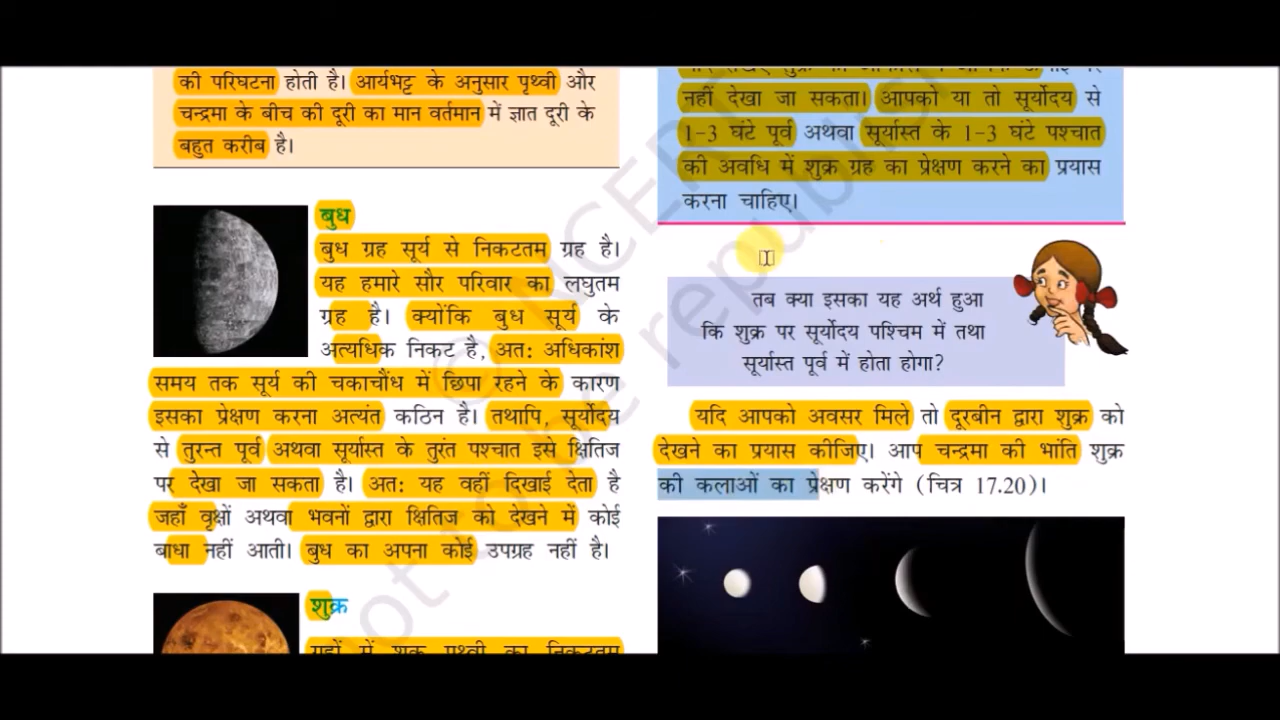 की परिघटना होती है। आर्यभट्ट के अनुसार पृथ्वी और
चन्द्रमा के बीच की दूरी का मान वर्तमान में ज्ञात दूरी के
बहुत करीब है।
बुध
बुध ग्रह सूर्य से निकटतम ग्रह है।
यह हमारे सौर परिवार का लघुतम
ग्रह है। क्योंकि बुध सूर्य के
अत्यधिक निकट है, अतः अधिकांश
समय तक सूर्य की चकाचौंध में छिपा रहने के कारण
इसका प्रेक्षण करना अत्यंत कठिन है। तथापि, सूर्योदय
से तुरन्त पूर्व अथवा सूर्यास्त के तुरंत पश्चात इसे क्षितिज
पर देखा जा सकता है। अतः यह वहीं दिखाई देता है
जहाँ वृक्षों अथवा भवनों द्वारा क्षितिज को देखने में कोई
बाधा नहीं आती। बुध का अपना कोई उपग्रह नहीं है।
शुक्र
ग्रहों में शुक्र पृथ्वी का निकटतम
नहीं देखा जा सकता। आपको या तो सूर्योदय से
1-3 घंटे पूर्व अथवा सूर्यास्त के 1-3 घंटे पश्चात
की अवधि में शुक्र ग्रह का प्रेक्षण करने का प्रयास
करना चाहिए।
तब क्या इसका यह अर्थ हुआ
कि शुक्र पर सूर्योदय पश्चिम में तथा
सूर्यास्त पूर्व में होता होगा?
यदि आपको अवसर मिले तो दूरबीन द्वारा शुक्र को
देखने का प्रयास कीजिए। आप चन्द्रमा की भांति शुक्र
की कलाओं का प्रेक्षण करेंगे (चित्र 17.20)।